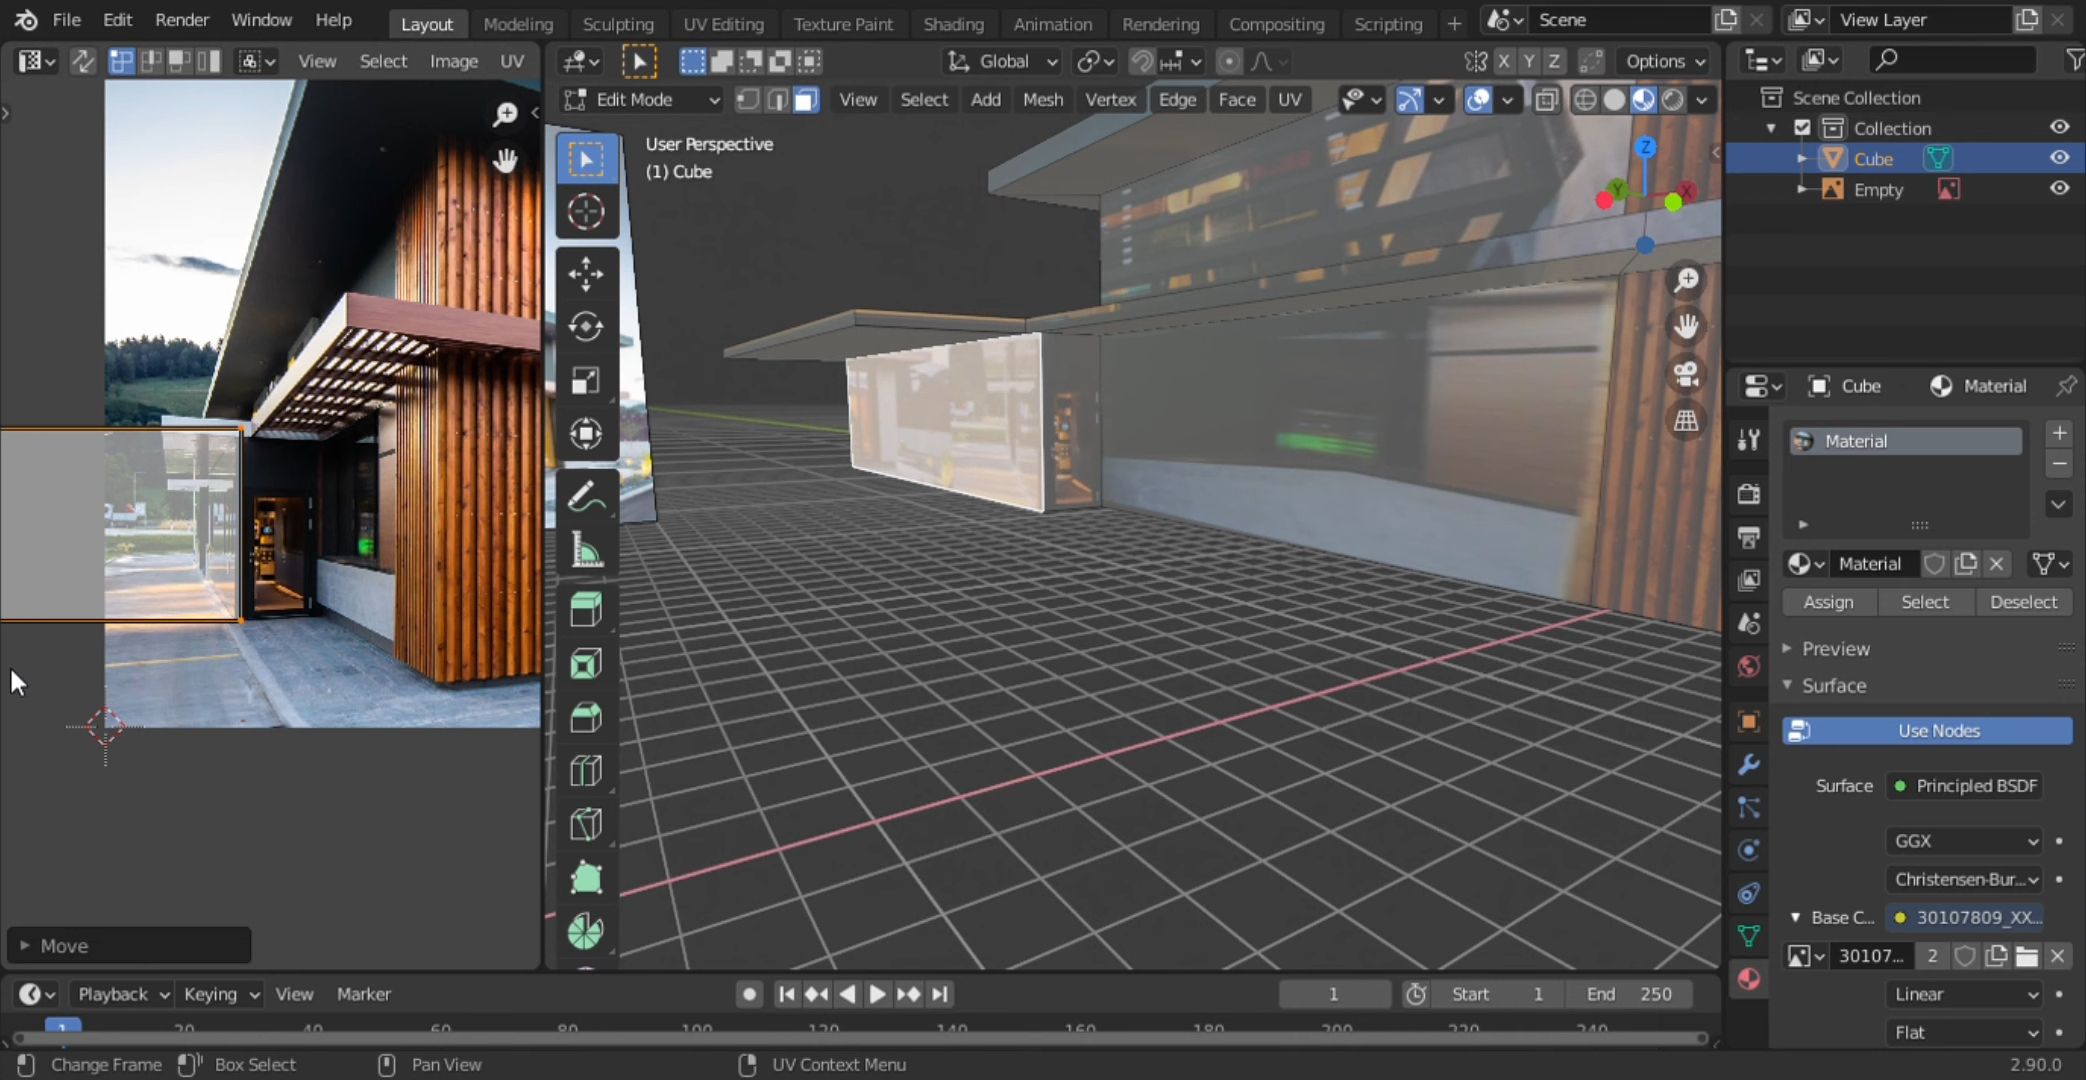 File Edit Render Window Help Layout Modeling Sculpting UV Editing Texture Paint Shading Animation Rendering Compositing Scripting + Scene View Layer
View Select Image UV Global X Y Z Options
Edit Mode View Select Add Mesh Vertex Edge Face UV
Scene Collection
Collection
Cube
Empty
User Perspective
(1) Cube
Z
Y
X
Cube Material
Material
Material
Assign Select Deselect
Preview
Surface
Use Nodes
Surface Principled BSDF
GGX
Christensen-Bur...
Base C... 30107809_XX...
30107... 2
Linear
Flat
Move
Playback Keying View Marker 1 Start 1 End 250
1 20 40 60 80 100 120 140 160 180 200 220 240
Change Frame Box Select Pan View UV Context Menu 2.90.0